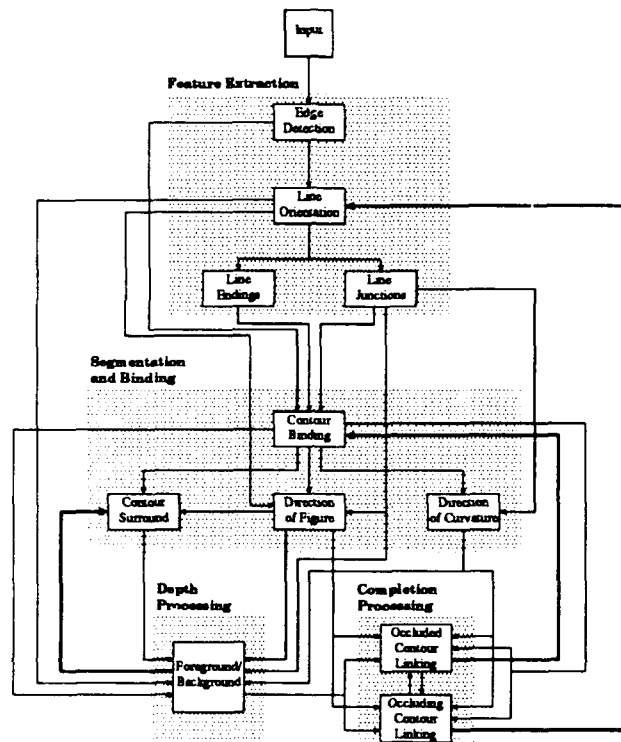 Input
Feature Extraction
Edge
Detection
Line
Orientation
Line
Endings
Line
Junctions
Segmentation
and Binding
Contour
Binding
Contour
Surround
Direction
of Figure
Direction
of Curvature
Depth
Processing
Completion
Processing
Foreground/
Background
Occluded
Contour
Linking
Occluding
Contour
Linking